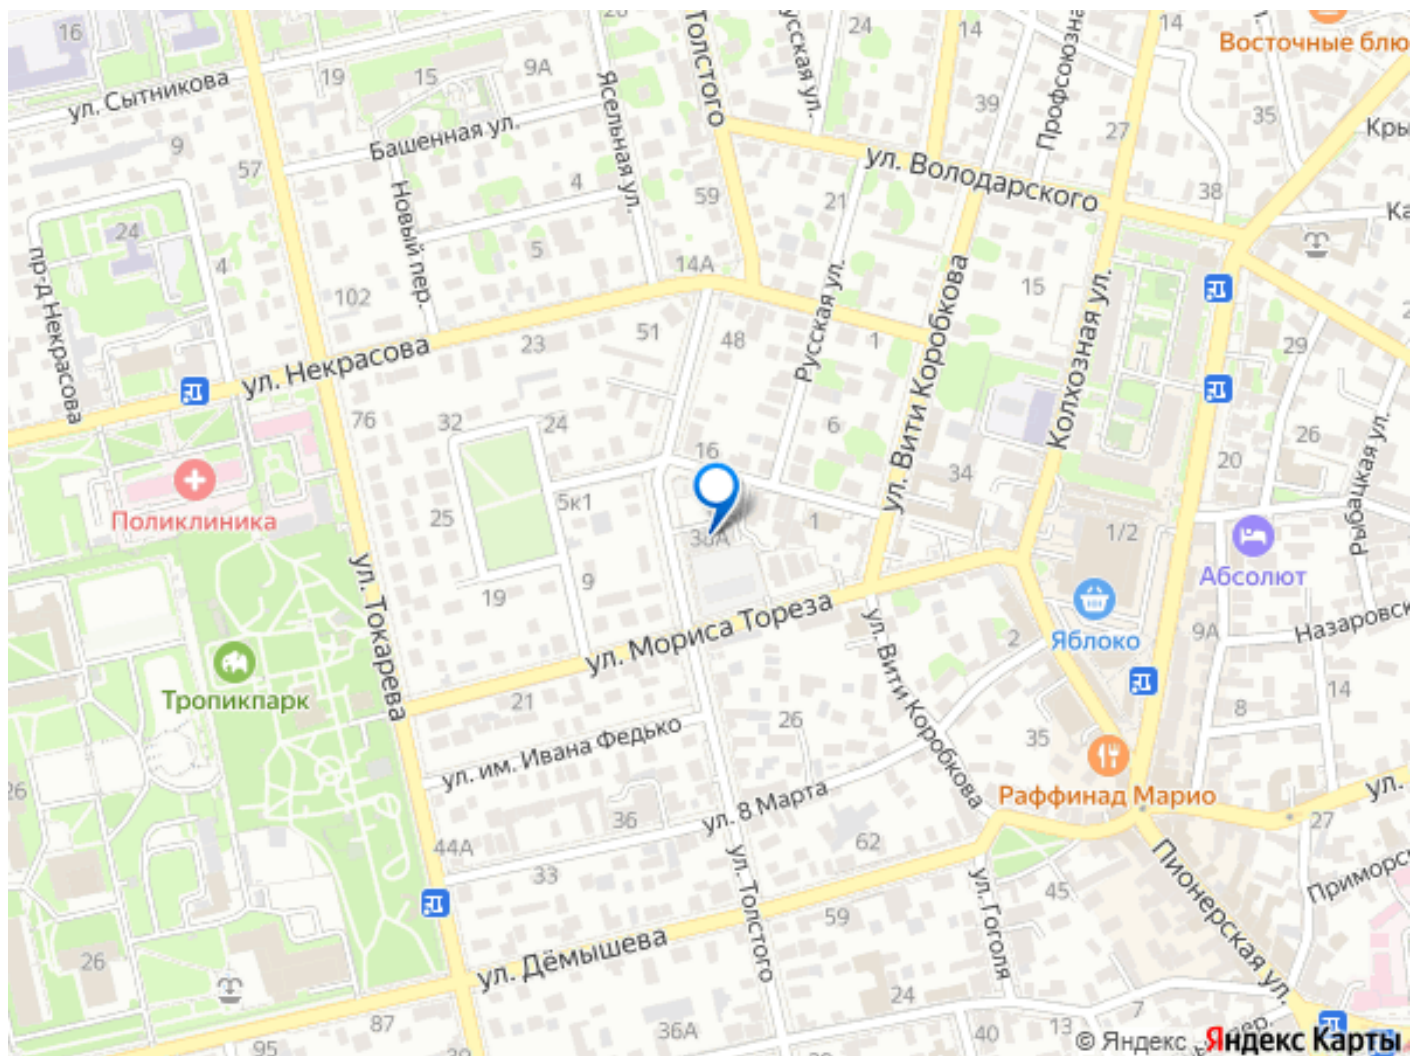 16
ул. Сытникова
19
15
9А
Башенная ул.
Ясельная ул.
Толстого
24
14
14
39
Профсоюзна
27
35
Восточные блю
Кры
9
57
24
4
4
5
Новый пер.
пр-д Некрасова
102
59
14А
21
ул. Володарского
38
Ка
15
ул. Некрасова
23
51
48
Русская ул.
1
ул. Вити Коробкова
Колхозная ул.
29
26
20
Рыбацкая ул.
76
32
24
16
6
34
Поликлиника
25
5к1
1
1/2
Абсолют
19
9
ул. Токарева
ул. Мориса Тореза
Яблоко
9А
Назаровск
Тропикпарк
21
ул. им. Ивана Федько
26
ул. Вити Коробкова
2
35
8
14
Раффинад Марио
ул.
27
26
44А
36
ул. 8 Марта
62
33
45
Приморс
Пионерская ул.
ул. Толстого
59
ул. Гоголя
26
ул. Дёмышева
24
87
95
36А
40
13
7
пер.
© Яндекс
Яндекс Карты